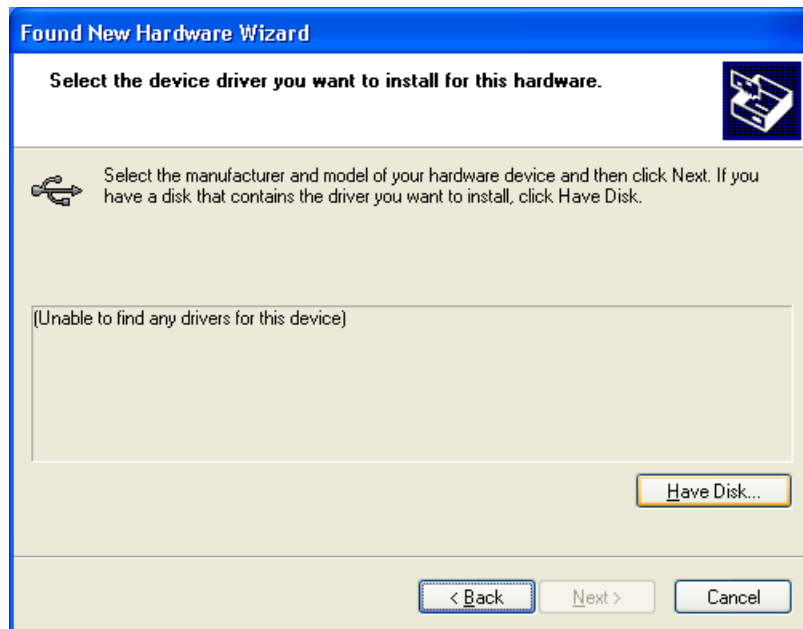 Found New Hardware Wizard
Select the device driver you want to install for this hardware.
Select the manufacturer and model of your hardware device and then click Next. If you
have a disk that contains the driver you want to install, click Have Disk.
(Unable to find any drivers for this device)
Have Disk...
< Back
Next >
Cancel